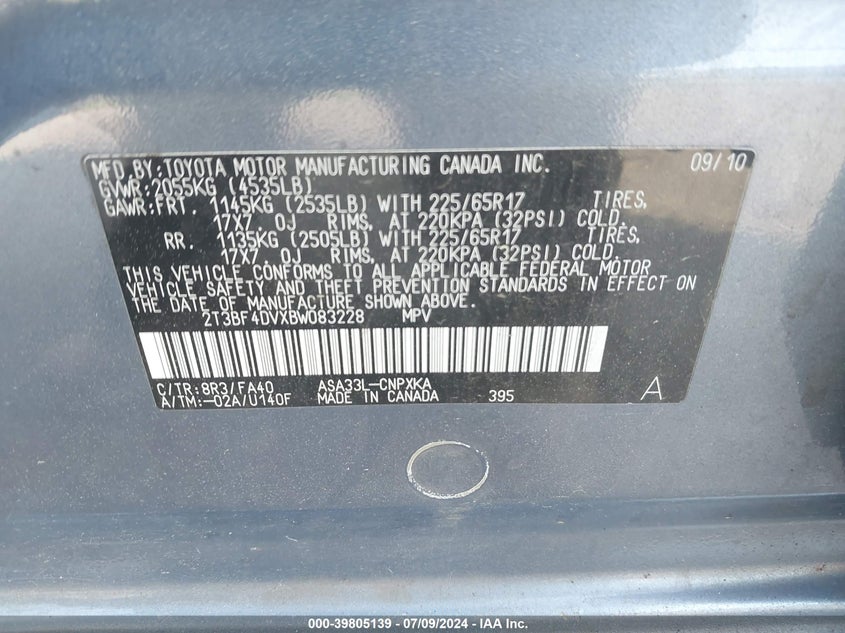 MFD BY:TOYOTA MOTOR MANUFACTURING CANADA INC. 09/10
GVWR:2055KG (4535LB)
GAWR:FRT. 1145KG (2535LB) WITH 225/65R17 TIRES,
17X7 0J RIMS, AT 220KPA (32PSI) COLD.
RR. 1135KG (2505LB) WITH 225/65R17 TIRES,
17X7 0J RIMS, AT 220KPA (32PSI) COLD.
THIS VEHICLE CONFORMS TO ALL APPLICABLE FEDERAL MOTOR
VEHICLE SAFETY AND THEFT PREVENTION STANDARDS IN EFFECT ON
THE DATE OF MANUFACTURE SHOWN ABOVE.
2T3BF4DVXBW083228 MPV
C/TR:8R3/FA40 ASA33L-CNPXKA
A/TM:-02A/U140F MADE IN CANADA 395 A
000-39805139 - 07/09/2024 - IAA Inc.